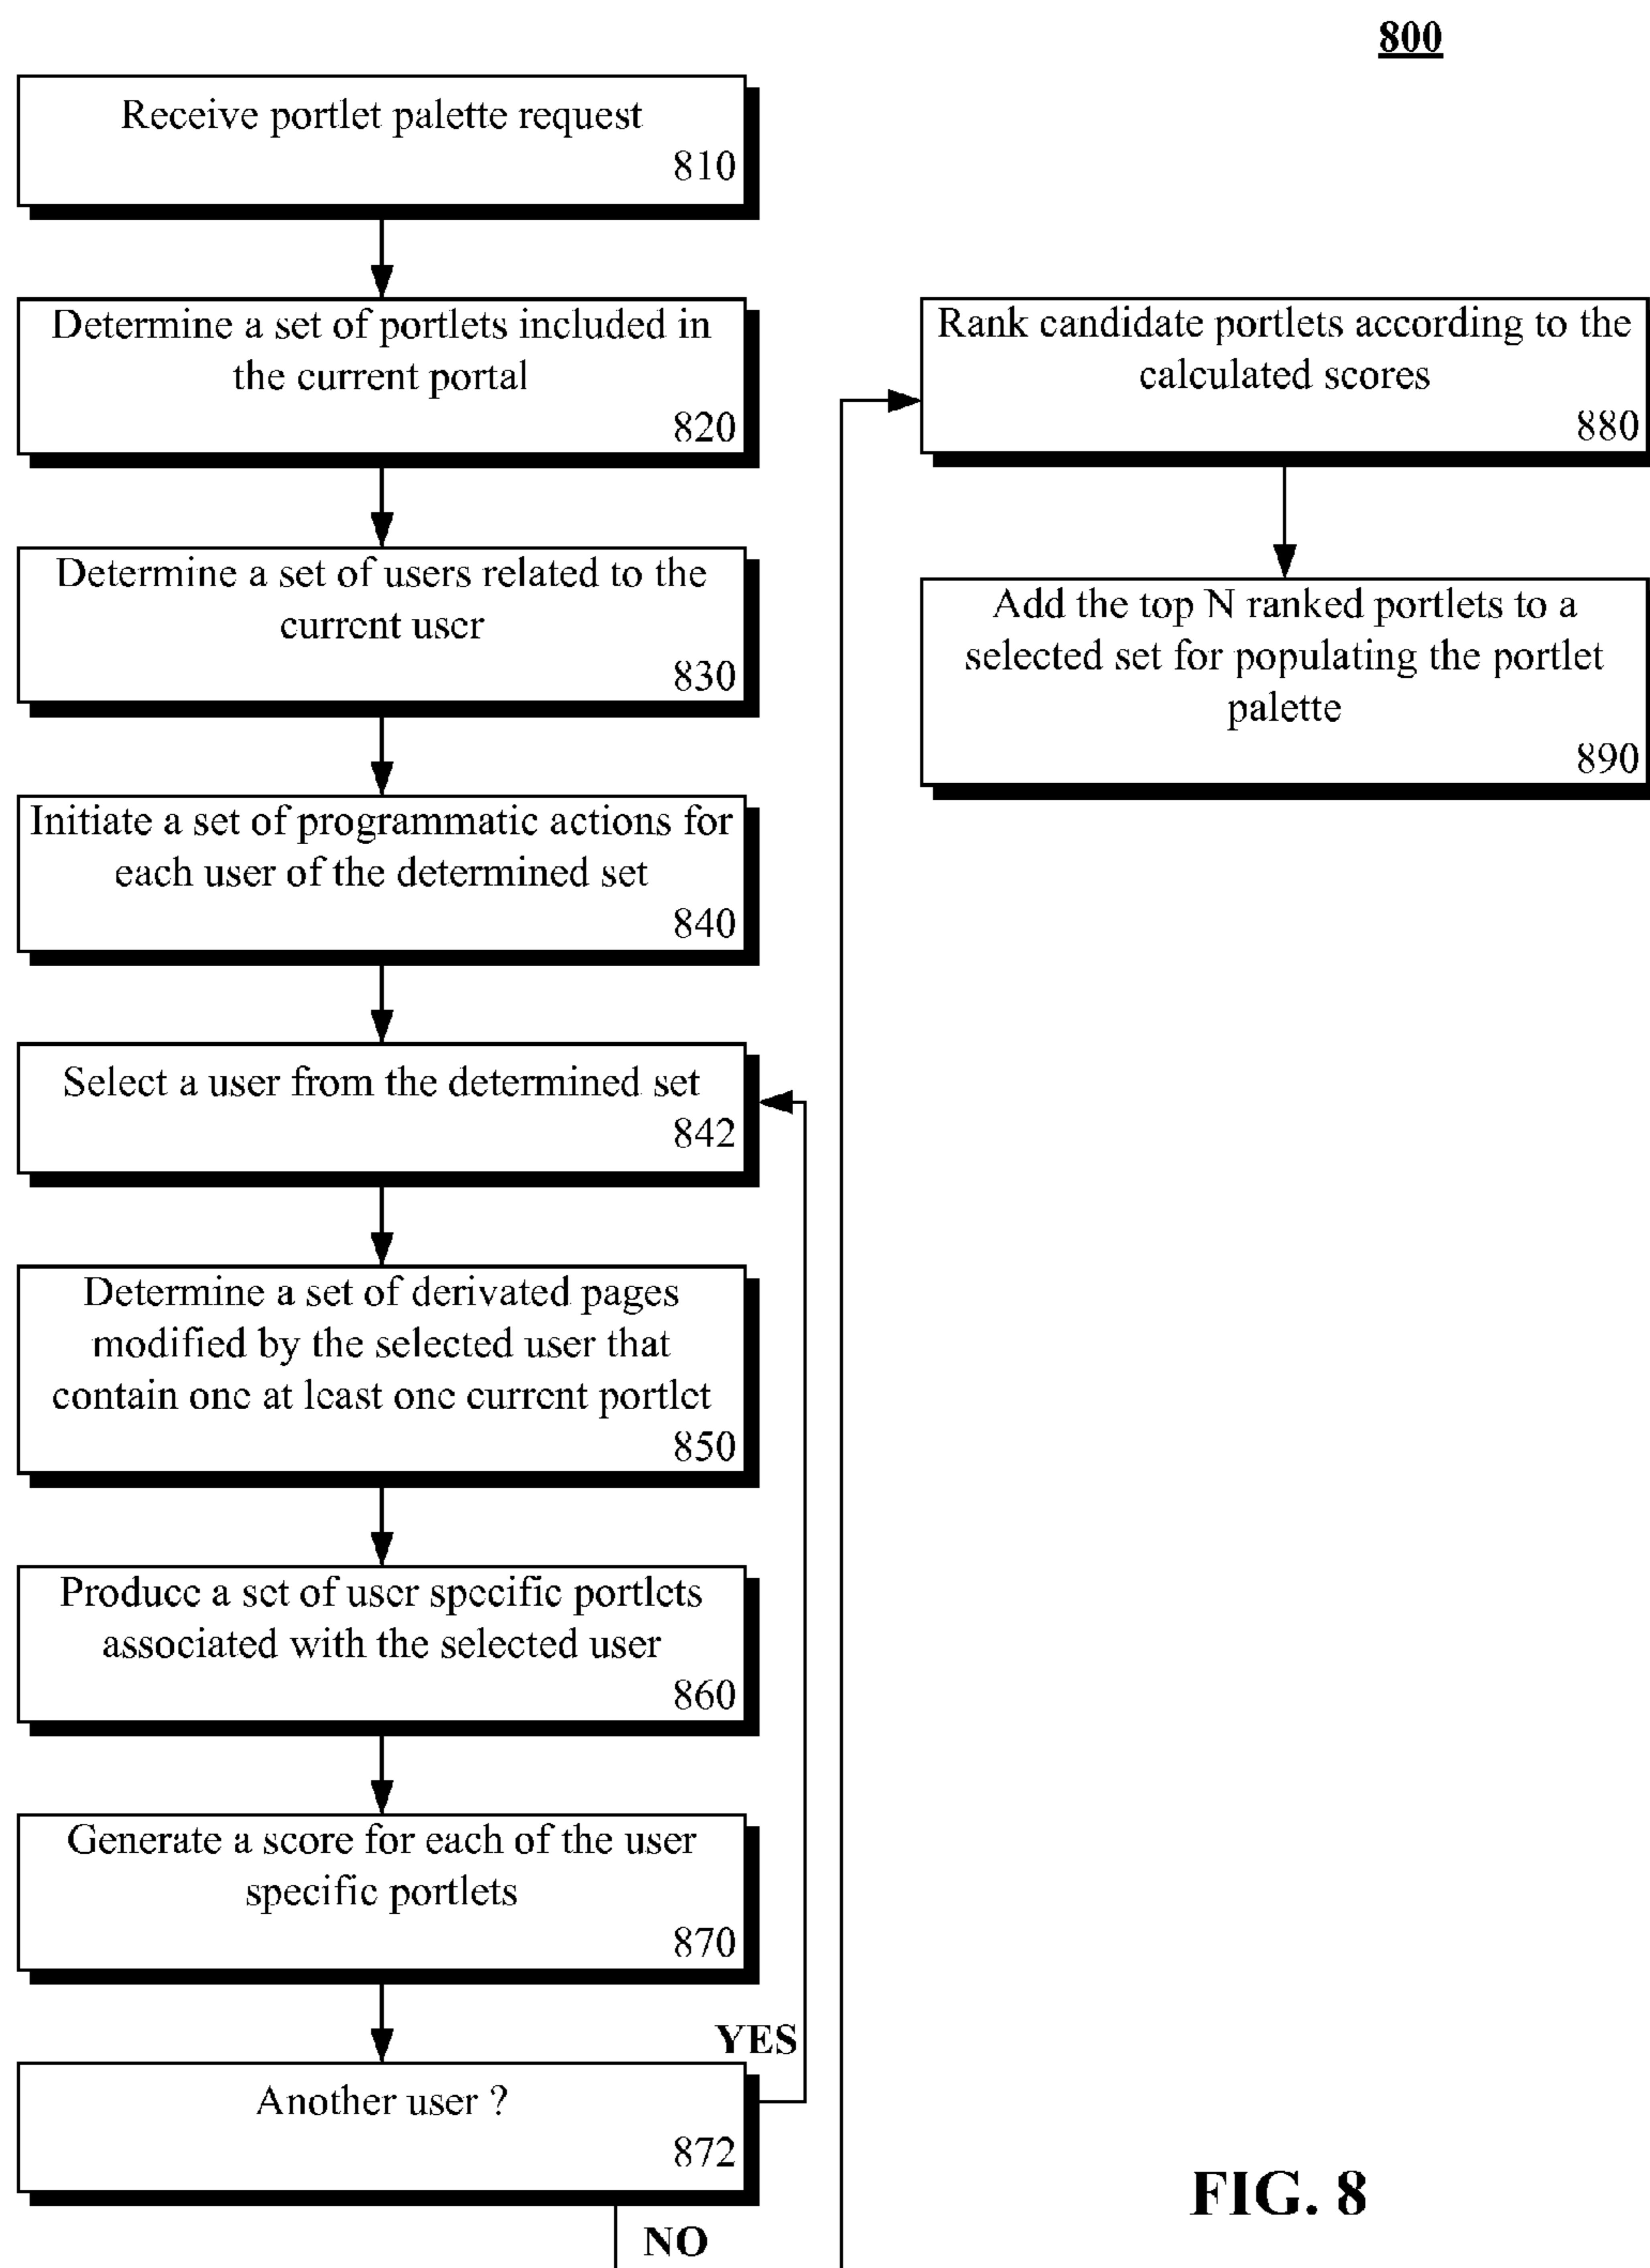 800
Receive portlet palette request
810
Determine a set of portlets included in
the current portal
820
Determine a set of users related to the
current user
830
Initiate a set of programmatic actions for
each user of the determined set
840
Select a user from the determined set
842
Determine a set of derivated pages
modified by the selected user that
contain one at least one current portlet
850
Produce a set of user specific portlets
associated with the selected user
860
Generate a score for each of the user
specific portlets
870
YES
Another user ?
872
NO
Rank candidate portlets according to the
calculated scores
880
Add the top N ranked portlets to a
selected set for populating the portlet
palette
890
FIG. 8